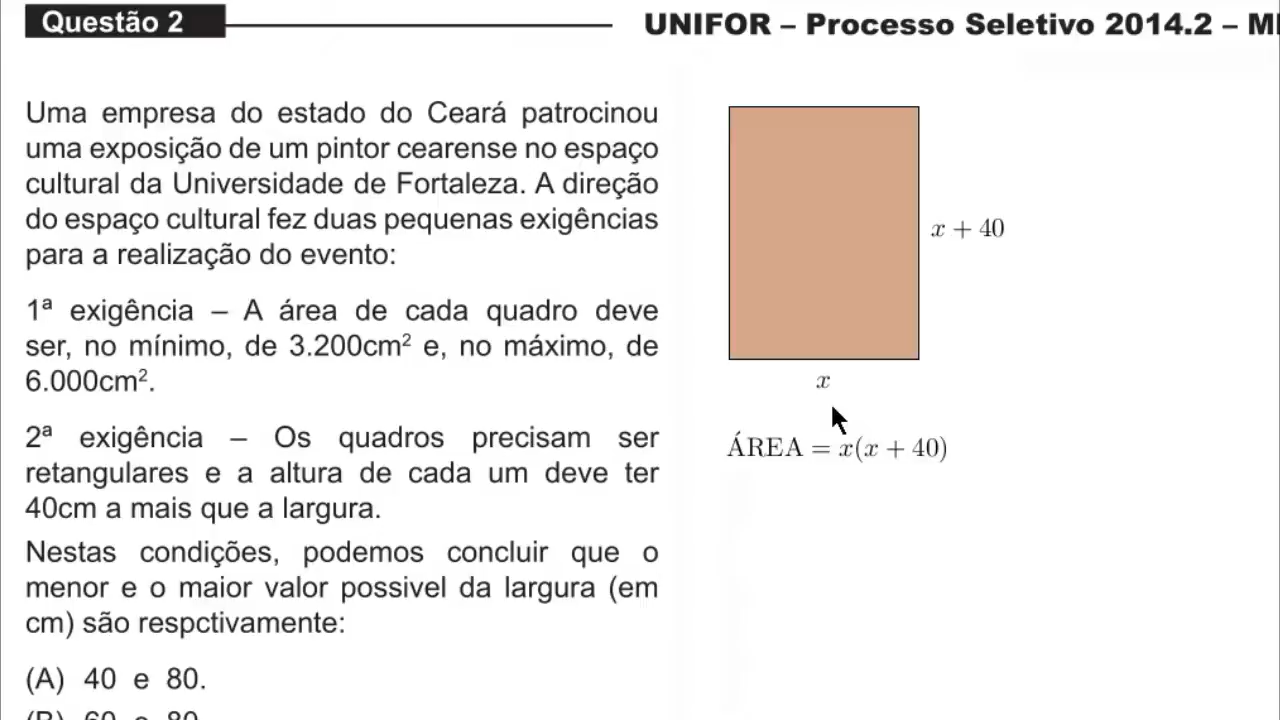 Questão 2
UNIFOR – Processo Seletivo 2014.2 –
Uma empresa do estado do Ceará patrocinou
uma exposição de um pintor cearense no espaço
cultural da Universidade de Fortaleza. A direção
do espaço cultural fez duas pequenas exigências
para a realização do evento:
1ª exigência – A área de cada quadro deve
ser, no mínimo, de 3.200cm² e, no máximo, de
6.000cm².
2ª exigência – Os quadros precisam ser
retangulares e a altura de cada um deve ter
40cm a mais que a largura.
Nestas condições, podemos concluir que o
menor e o maior valor possivel da largura (em
cm) são respctivamente:
(A) 40 e 80.
(B) 60 e 80
x + 40
x
ÁREA = x(x + 40)